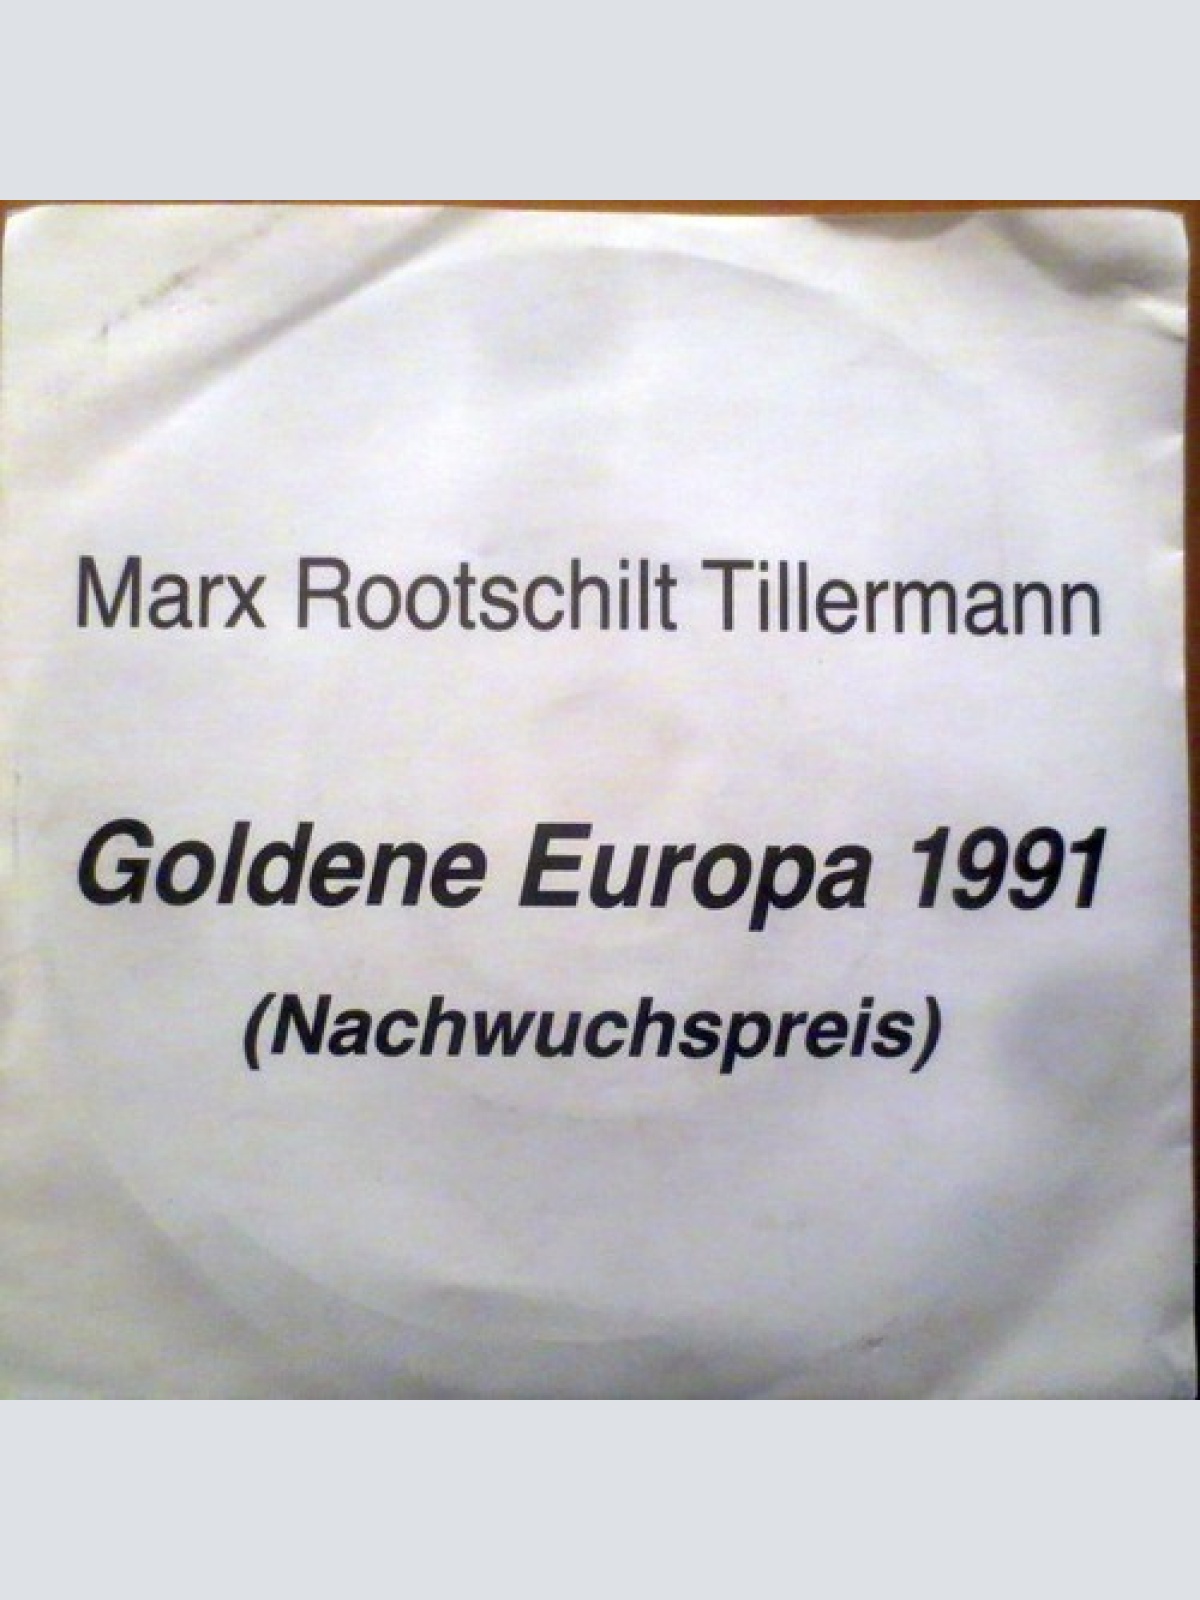 Marx Rootschilt Tillermann
Goldene Europa 1991
(Nachwuchspreis)